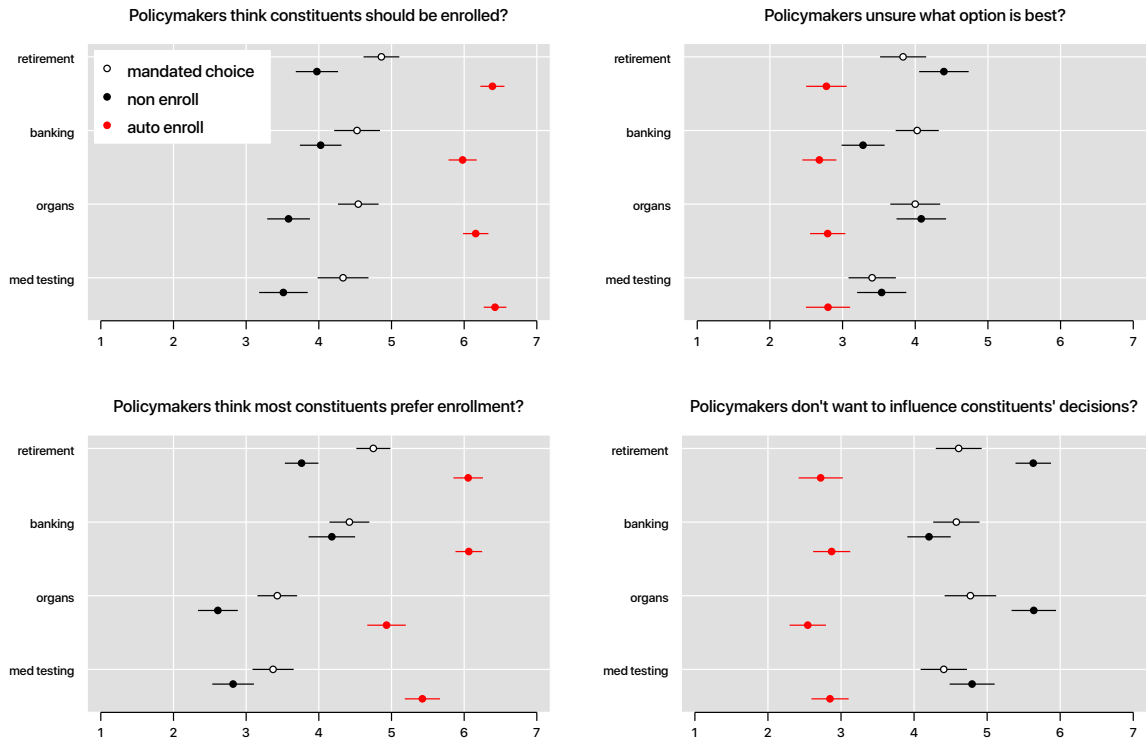 Policymakers think constituents should be enrolled?
retirement
mandated choice
non enroll
auto enroll
banking
organs
med testing
1 2 3 4 5 6 7
Policymakers unsure what option is best?
retirement
banking
organs
med testing
1 2 3 4 5 6 7
Policymakers think most constituents prefer enrollment?
retirement
banking
organs
med testing
1 2 3 4 5 6 7
Policymakers don't want to influence constituents' decisions?
retirement
banking
organs
med testing
1 2 3 4 5 6 7